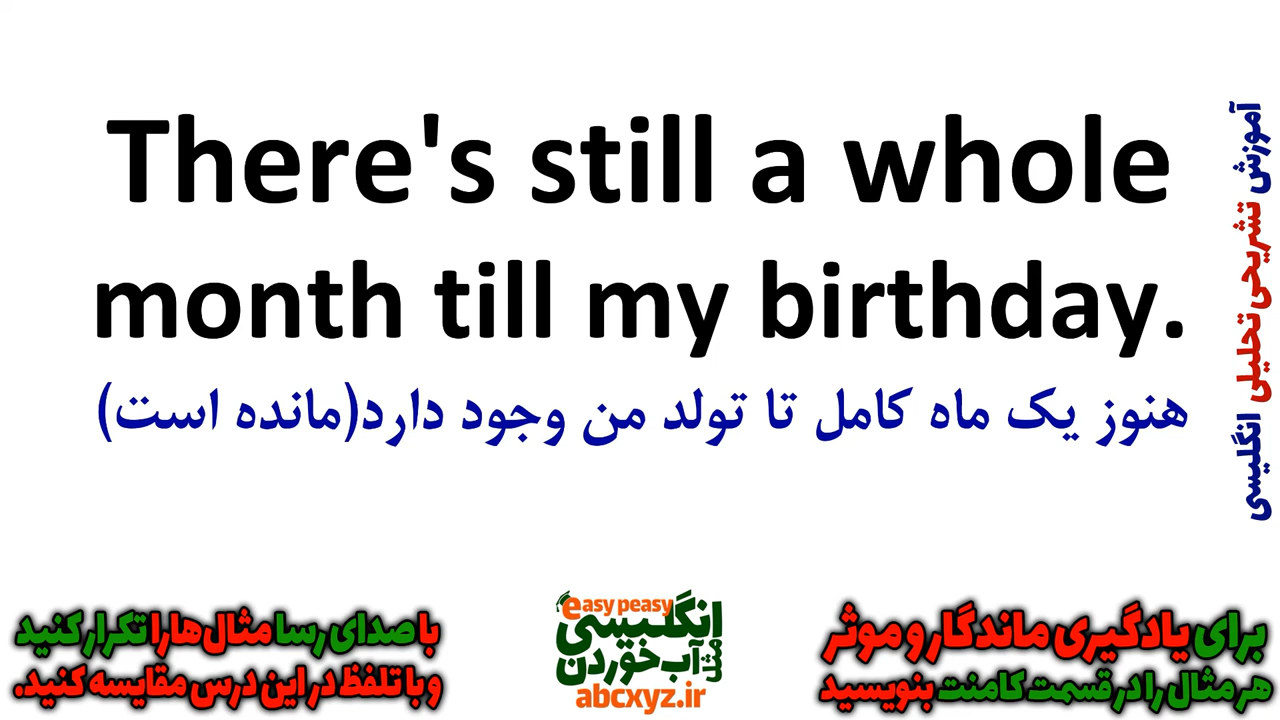 There's still a whole
month till my birthday.
هنوز یک ماه کامل تا تولد من وجود دارد(مانده است)
آموزش تشریحی تحلیلی انگلیسی
برای یادگیری ماندگار و موثر
هر مثال را در قسمت کامنت بنویسید
easy peasy
انگلیسی
مثل
آب خوردن
abcxyz.ir
با صدای رسا مثال‌ها را تکرار کنید
و با تلفظ در این درس مقایسه کنید.